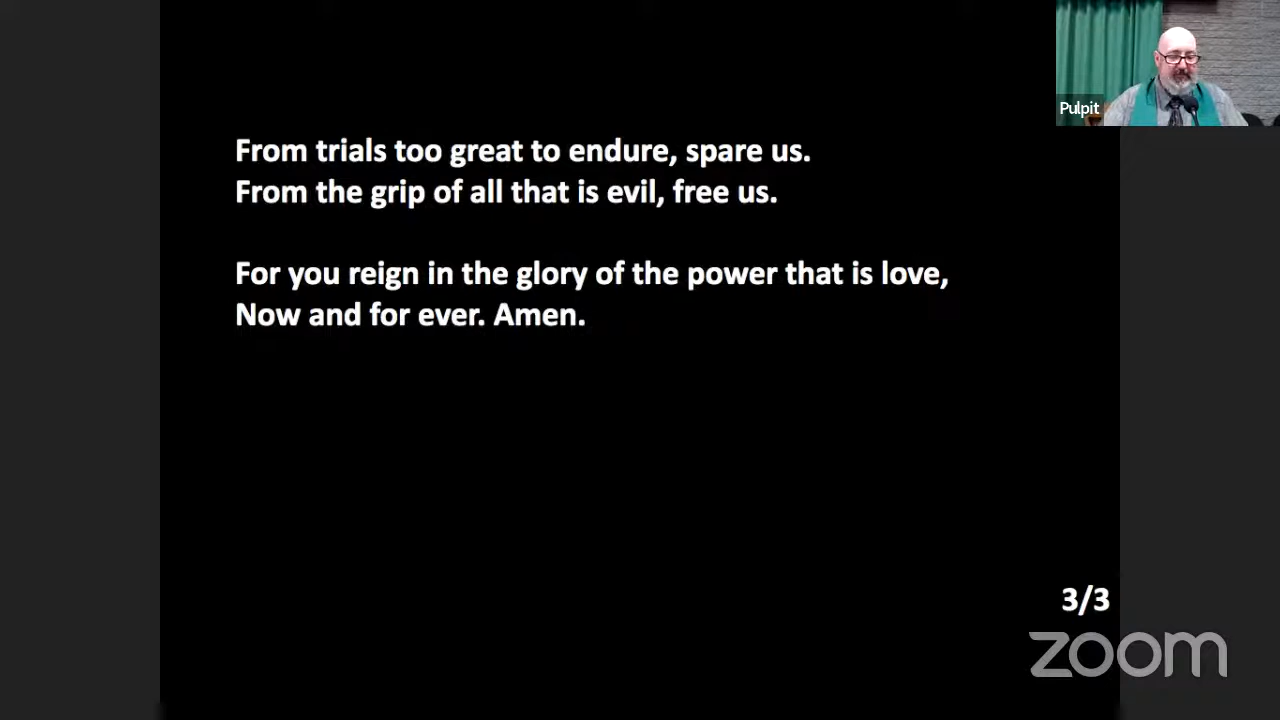 Pulpit
From trials too great to endure, spare us.
From the grip of all that is evil, free us.
For you reign in the glory of the power that is love,
Now and for ever. Amen.
3/3
zoom